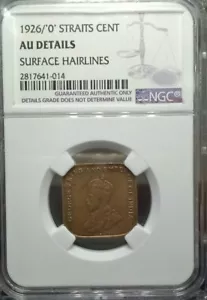 1926/'0' STRAITS CENT
AU DETAILS
SURFACE HAIRLINES
2817641-014
GUARANTEED AUTHENTIC ONLY
DETAILS GRADE DOES NOT DETERMINE VALUE
NGC